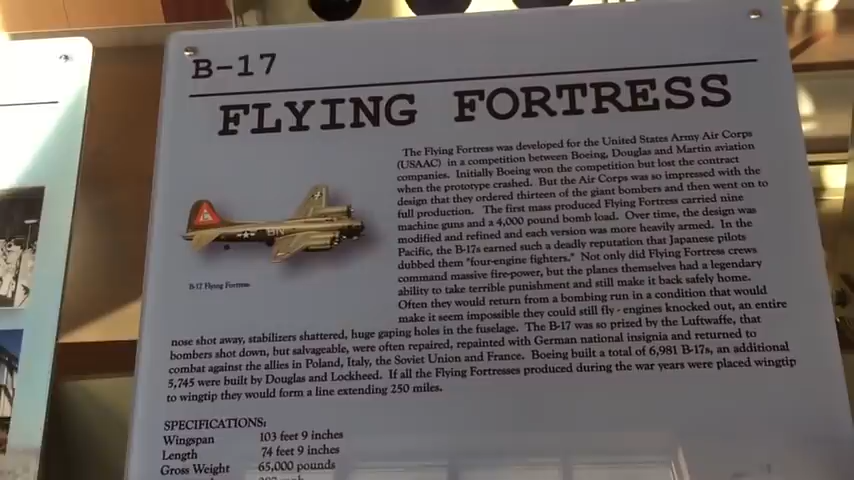 B-17
FLYING FORTRESS
The Flying Fortress was developed for the United States Army Air Corps
(USAAC) in a competition between Boeing, Douglas and Martin aviation
companies. Initially Boeing won the competition but lost the contract
when the prototype crashed. But the Air Corps was so impressed with the
design that they ordered thirteen of the giant bombers and then went on to
full production. The first mass produced Flying Fortress carried nine
machine guns and a 4,000 pound bomb load. Over time, the design was
modified and refined and each version was more heavily armed. In the
Pacific, the B-17s earned such a deadly reputation that Japanese pilots
dubbed them "four-engine fighters." Not only did Flying Fortress crews
command massive fire-power, but the planes themselves had a legendary
ability to take terrible punishment and still make it back safely home.
Often they would return from a bombing run in a condition that would
make it seem impossible they could still fly - engines knocked out, an entire
nose shot away, stabilizers shattered, huge gaping holes in the fuselage. The B-17 was so prized by the Luftwaffe, that
bombers shot down, but salvageable, were often repaired, repainted with German national insignia and returned to
combat against the allies in Poland, Italy, the Soviet Union and France. Boeing built a total of 6,981 B-17s, an additional
5,745 were built by Douglas and Lockheed. If all the Flying Fortresses produced during the war years were placed wingtip
to wingtip they would form a line extending 250 miles.
B-17 Flying Fortress
SPECIFICATIONS:
Wingspan 103 feet 9 inches
Length 74 feet 9 inches
Gross Weight 65,000 pounds